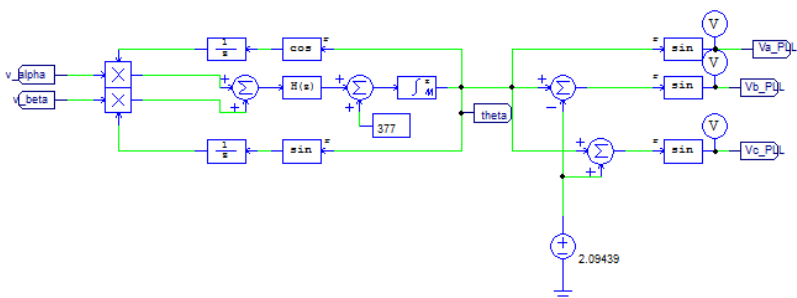 V
1
z
cos
r
r
sin
Va_PLL
v_alpha
V
v_beta
Σ
H(z)
Σ
∫
z
M
Σ
r
sin
Vb_PLL
theta
377
V
1
z
sin
r
Σ
r
sin
Vc_PLL
2.09439